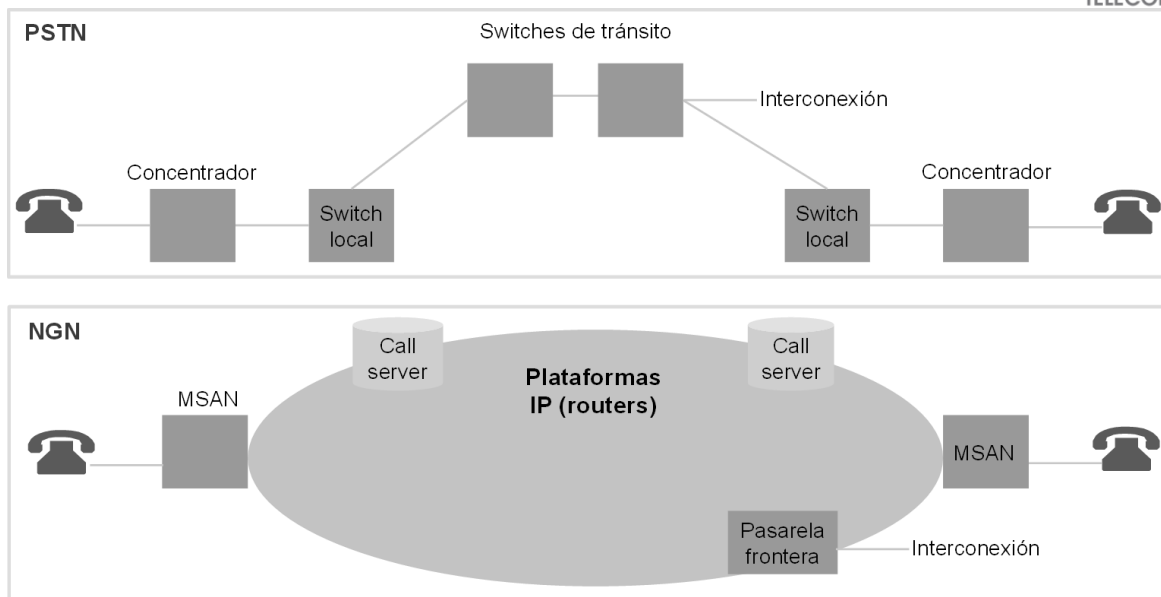 PSTN
Switches de tránsito
Interconexión
Concentrador
Concentrador
Switch
local
Switch
local
NGN
Call
server
Call
server
Plataformas
IP (routers)
MSAN
MSAN
Pasarela
frontera
Interconexión